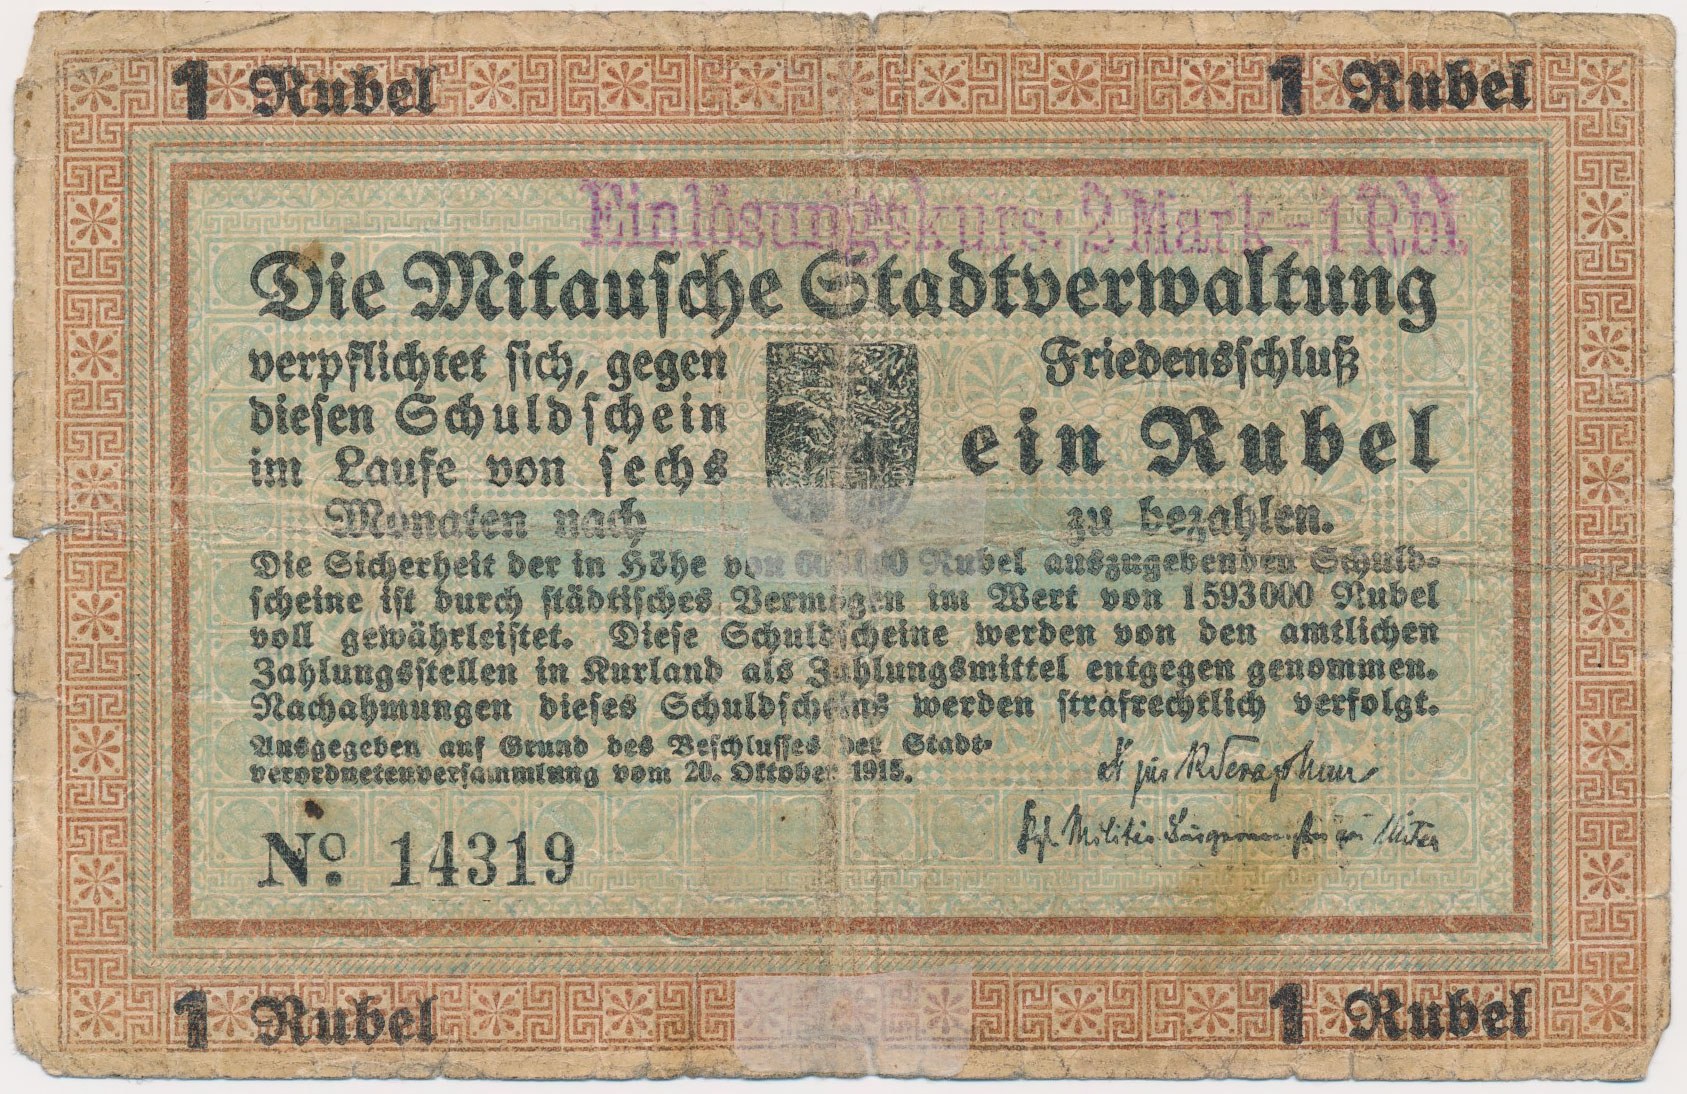 1 Rubel
1 Rubel
Einlösungskurs: 2 Mark = 1 Rbl.
Die Mitausche Stadtverwaltung
verpflichtet sich, gegen
diesen Schuldschein
im Laufe von sechs
Monaten nach
Friedensschluß
ein Rubel
zu bezahlen.
Die Sicherheit der in Höhe von Rubel auszugebenden Schuld-
scheine ist durch städtisches Vermögen im Wert von 1593000 Rubel
voll gewährleistet. Diese Schuldscheine werden von den amtlichen
Zahlungsstellen in Kurland als Zahlungsmittel entgegen genommen.
Nachahmungen dieses Schuldscheins werden strafrechtlich verfolgt.
Ausgegeben auf Grund des Beschlusses der Stadt-
verordnetenversammlung vom 20. Oktober 1915.
Nº 14319
1 Rubel
1 Rubel